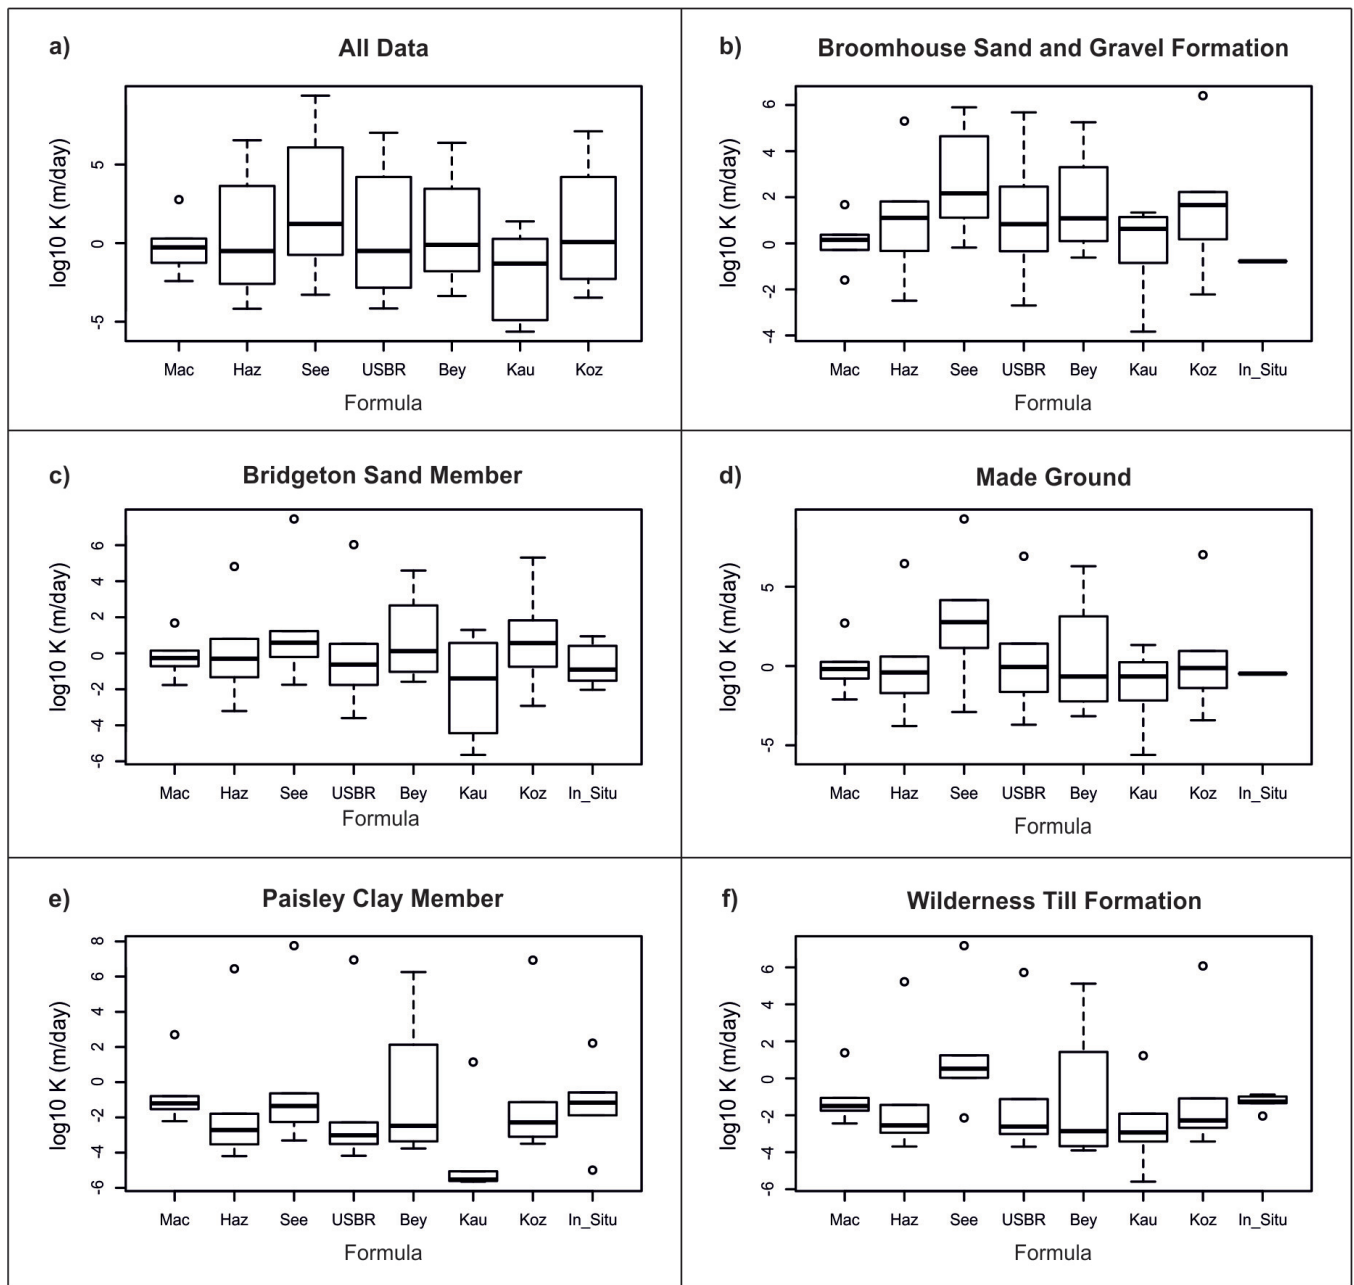 a) All Data
log10 K (m/day)
5
0
-5
Mac Haz See USBR Bey Kau Koz
Formula
b) Broomhouse Sand and Gravel Formation
log10 K (m/day)
6
4
2
0
-2
-4
Mac Haz See USBR Bey Kau Koz In_Situ
Formula
c) Bridgeton Sand Member
log10 K (m/day)
6
4
2
0
-2
-4
-6
Mac Haz See USBR Bey Kau Koz In_Situ
Formula
d) Made Ground
log10 K (m/day)
5
0
-5
Mac Haz See USBR Bey Kau Koz In_Situ
Formula
e) Paisley Clay Member
log10 K (m/day)
8
6
4
2
0
-2
-4
-6
Mac Haz See USBR Bey Kau Koz In_Situ
Formula
f) Wilderness Till Formation
log10 K (m/day)
6
4
2
0
-2
-4
-6
Mac Haz See USBR Bey Kau Koz In_Situ
Formula